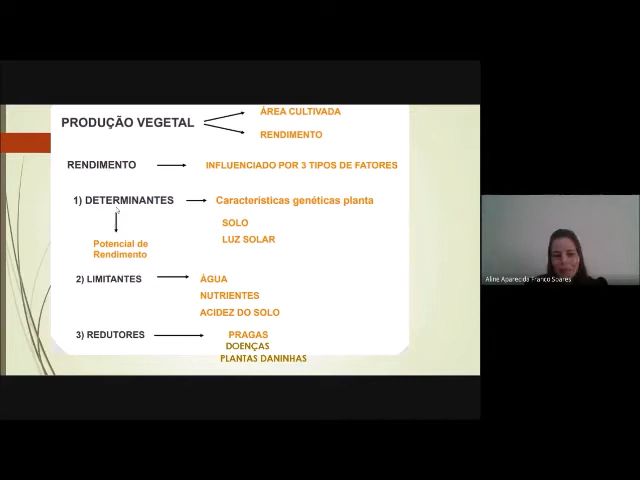 PRODUÇÃO VEGETAL
ÁREA CULTIVADA
RENDIMENTO
RENDIMENTO
INFLUENCIADO POR 3 TIPOS DE FATORES
1) DETERMINANTES
Características genéticas planta
SOLO
LUZ SOLAR
Potencial de
Rendimento
2) LIMITANTES
ÁGUA
NUTRIENTES
ACIDEZ DO SOLO
3) REDUTORES
PRAGAS
DOENÇAS
PLANTAS DANINHAS
Aline Aparecida Franco Soares